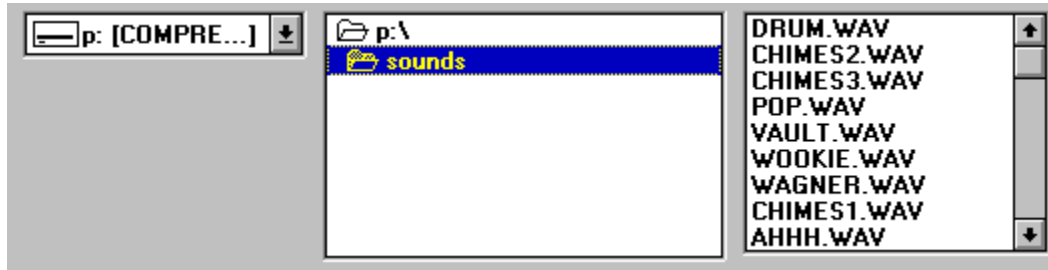 p: [COMPRE...]
p:\
sounds
DRUM.WAV
CHIMES2.WAV
CHIMES3.WAV
POP.WAV
VAULT.WAV
WOOKIE.WAV
WAGNER.WAV
CHIMES1.WAV
AHHH.WAV